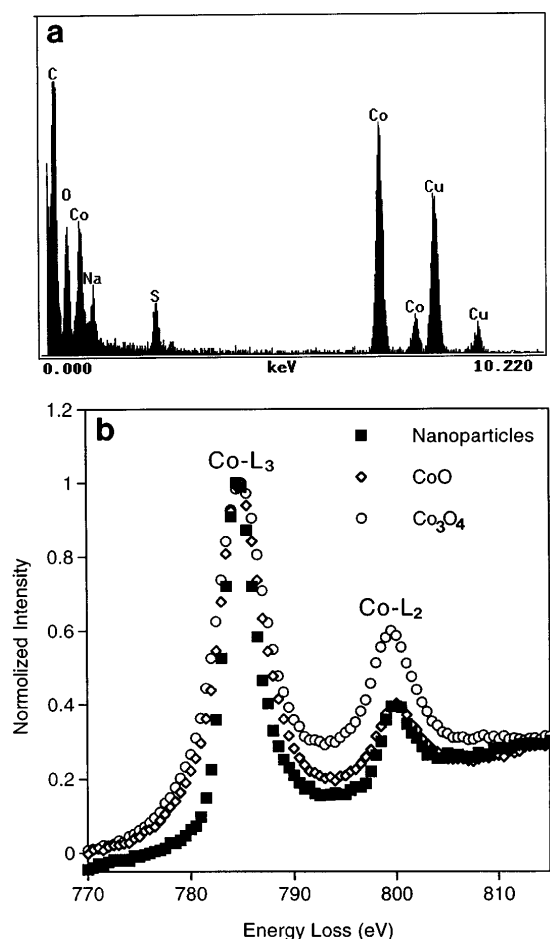 a
C
O
Co
Na
S
Co
Co
Cu
Cu
0.000 keV 10.220
b
1.2
1
0.8
0.6
0.4
0.2
0
Normolized Intensity
Co-L₃
Co-L₂
Nanoparticles
CoO
Co₃O₄
770 780 790 800 810
Energy Loss (eV)